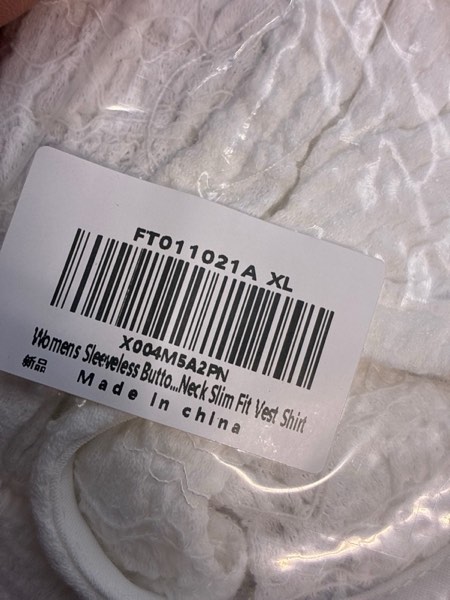 FT011021A XL
X004M5A2PN
Womens Sleeveless Butto...Neck Slim Fit Vest Shirt
新品
Made In chIna